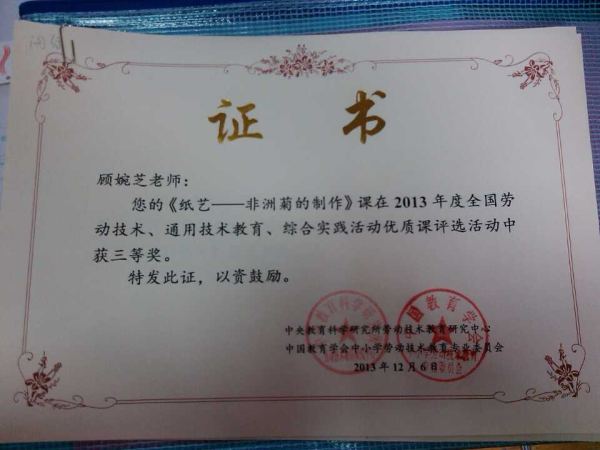 证 书
顾婉芝老师：
您的《纸艺——非洲菊的制作》课在 2013 年度全国劳
动技术、通用技术教育、综合实践活动优质课评选活动中
获三等奖。
特发此证，以资鼓励。
中央教育科学研究所劳动技术教育研究中心
中国教育学会中小学劳动技术教育专业委员会
2013 年 12 月 6 日